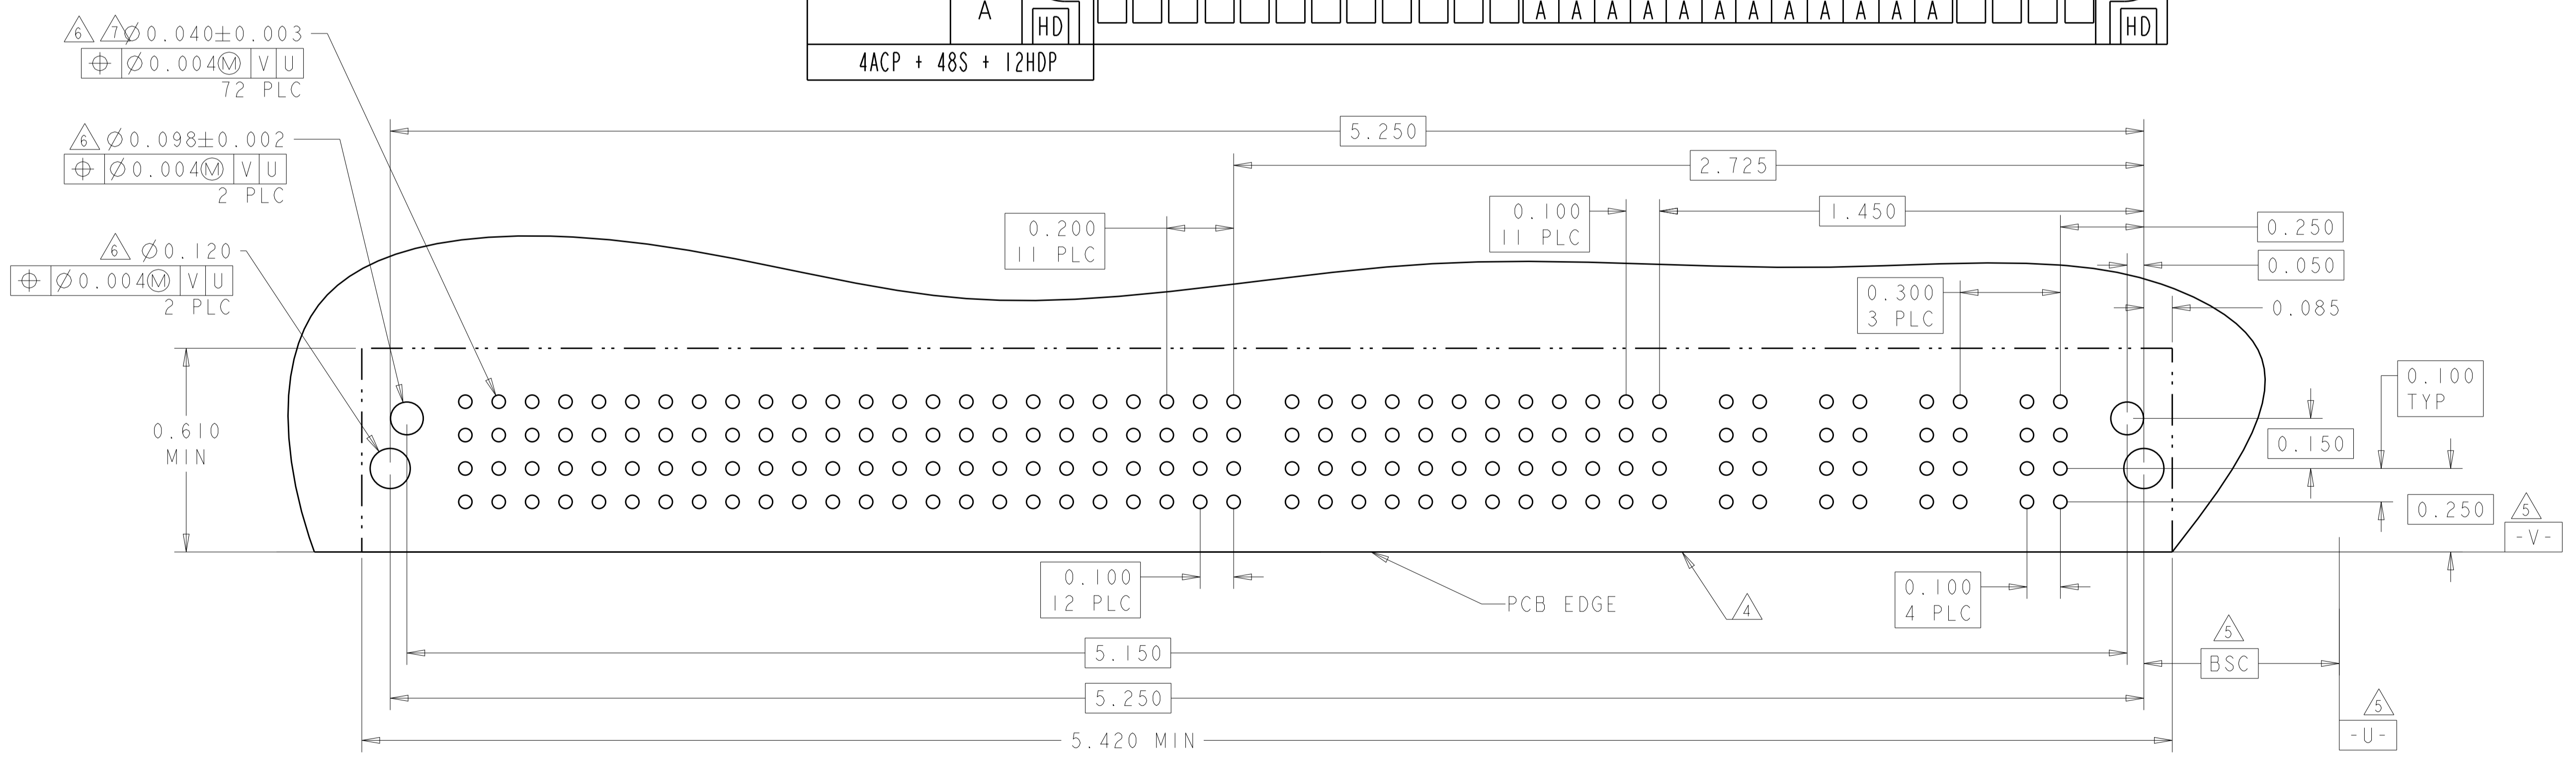 A
HD
A A A A A A A A A A A A
HD
4ACP + 48S + 12HDP
6 7 Ø0.040±0.003
⌖ Ø0.004Ⓜ V U
72 PLC
6 Ø0.098±0.002
⌖ Ø0.004Ⓜ V U
2 PLC
6 Ø0.120
⌖ Ø0.004Ⓜ V U
2 PLC
5.250
2.725
0.200
11 PLC
0.100
11 PLC
1.450
0.250
0.050
0.300
3 PLC
0.085
0.610
MIN
0.100
TYP
0.150
0.250
5
-V-
0.100
12 PLC
PCB EDGE
4
0.100
4 PLC
5.150
5
BSC
5.250
5
-U-
5.420 MIN